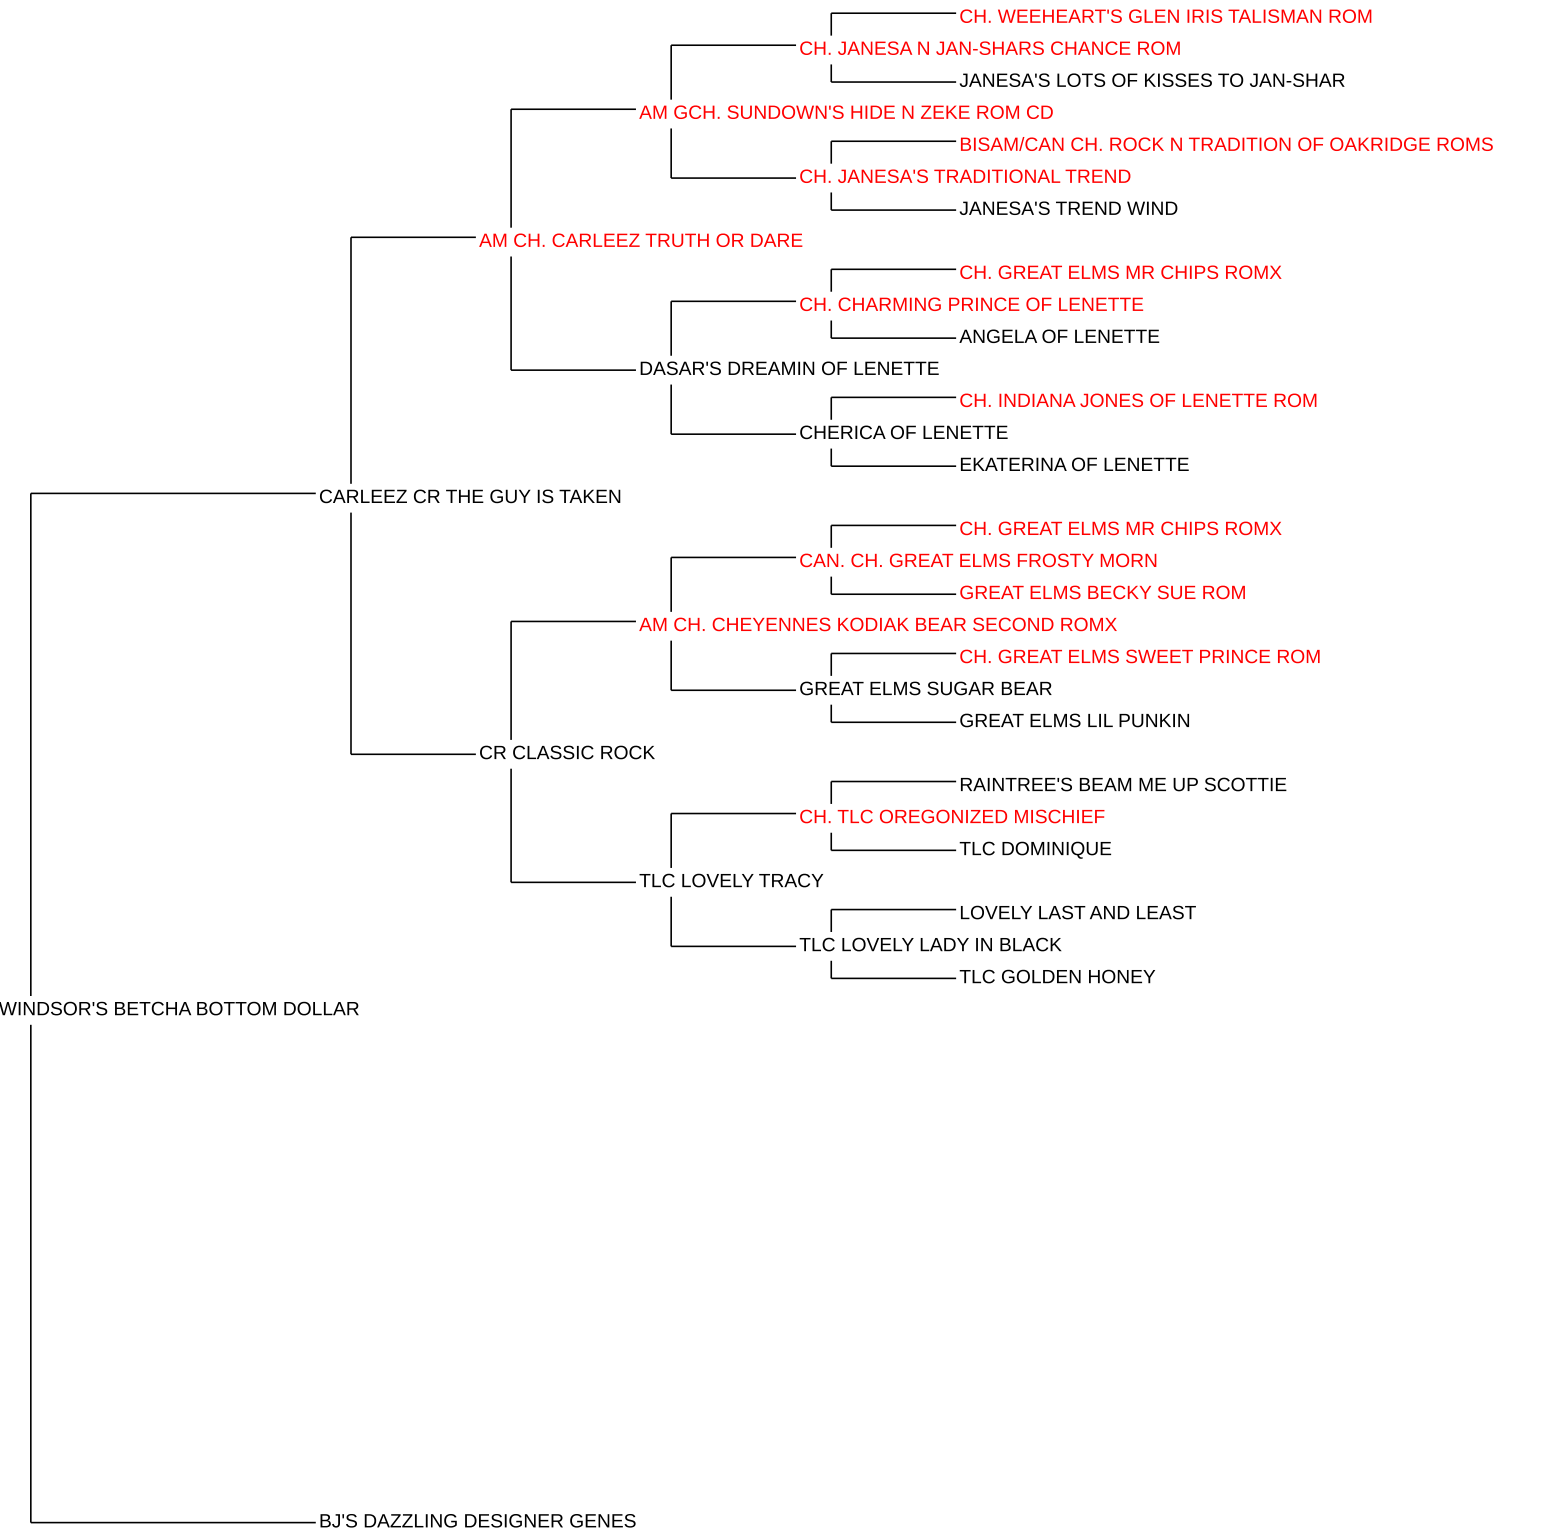 CH. WEEHEART'S GLEN IRIS TALISMAN ROM
CH. JANESA N JAN-SHARS CHANCE ROM
JANESA'S LOTS OF KISSES TO JAN-SHAR
AM GCH. SUNDOWN'S HIDE N ZEKE ROM CD
BISAM/CAN CH. ROCK N TRADITION OF OAKRIDGE ROMS
CH. JANESA'S TRADITIONAL TREND
JANESA'S TREND WIND
AM CH. CARLEEZ TRUTH OR DARE
CH. GREAT ELMS MR CHIPS ROMX
CH. CHARMING PRINCE OF LENETTE
ANGELA OF LENETTE
DASAR'S DREAMIN OF LENETTE
CH. INDIANA JONES OF LENETTE ROM
CHERICA OF LENETTE
EKATERINA OF LENETTE
CARLEEZ CR THE GUY IS TAKEN
CH. GREAT ELMS MR CHIPS ROMX
CAN. CH. GREAT ELMS FROSTY MORN
GREAT ELMS BECKY SUE ROM
AM CH. CHEYENNES KODIAK BEAR SECOND ROMX
CH. GREAT ELMS SWEET PRINCE ROM
GREAT ELMS SUGAR BEAR
GREAT ELMS LIL PUNKIN
CR CLASSIC ROCK
RAINTREE'S BEAM ME UP SCOTTIE
CH. TLC OREGONIZED MISCHIEF
TLC DOMINIQUE
TLC LOVELY TRACY
LOVELY LAST AND LEAST
TLC LOVELY LADY IN BLACK
TLC GOLDEN HONEY
WINDSOR'S BETCHA BOTTOM DOLLAR
BJ'S DAZZLING DESIGNER GENES